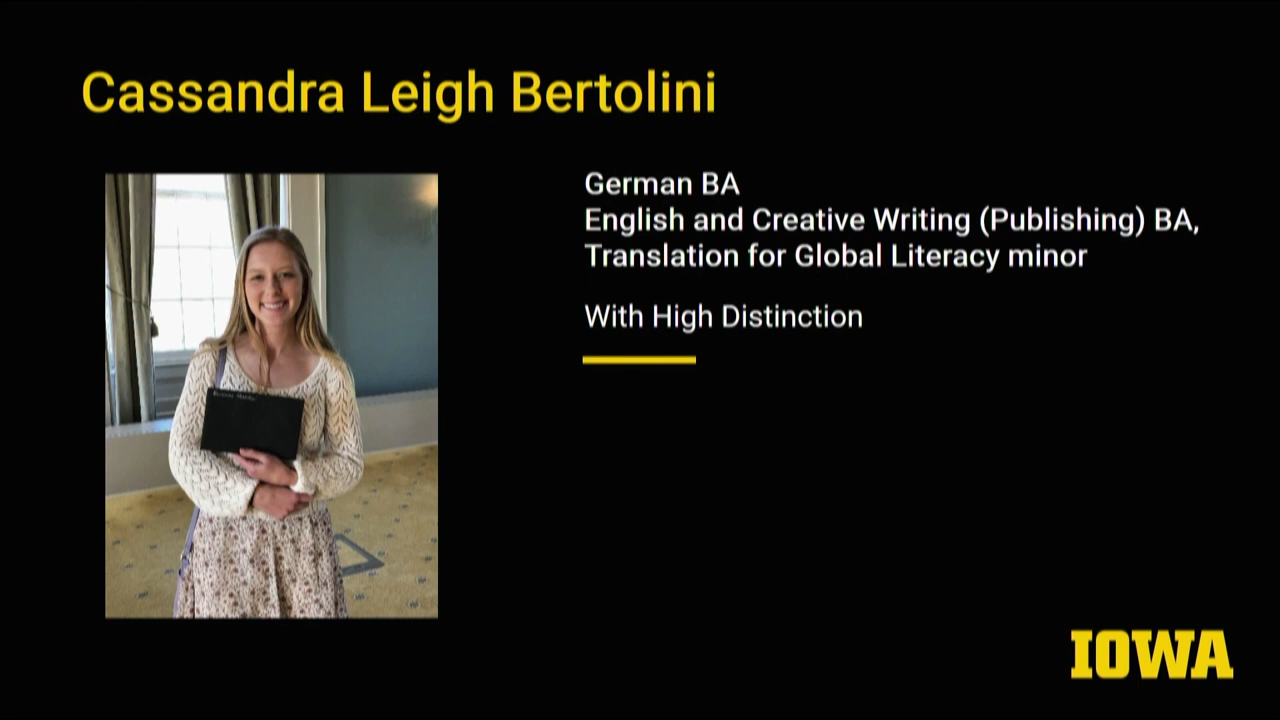 Cassandra Leigh Bertolini
German BA
English and Creative Writing (Publishing) BA,
Translation for Global Literacy minor
With High Distinction
IOWA